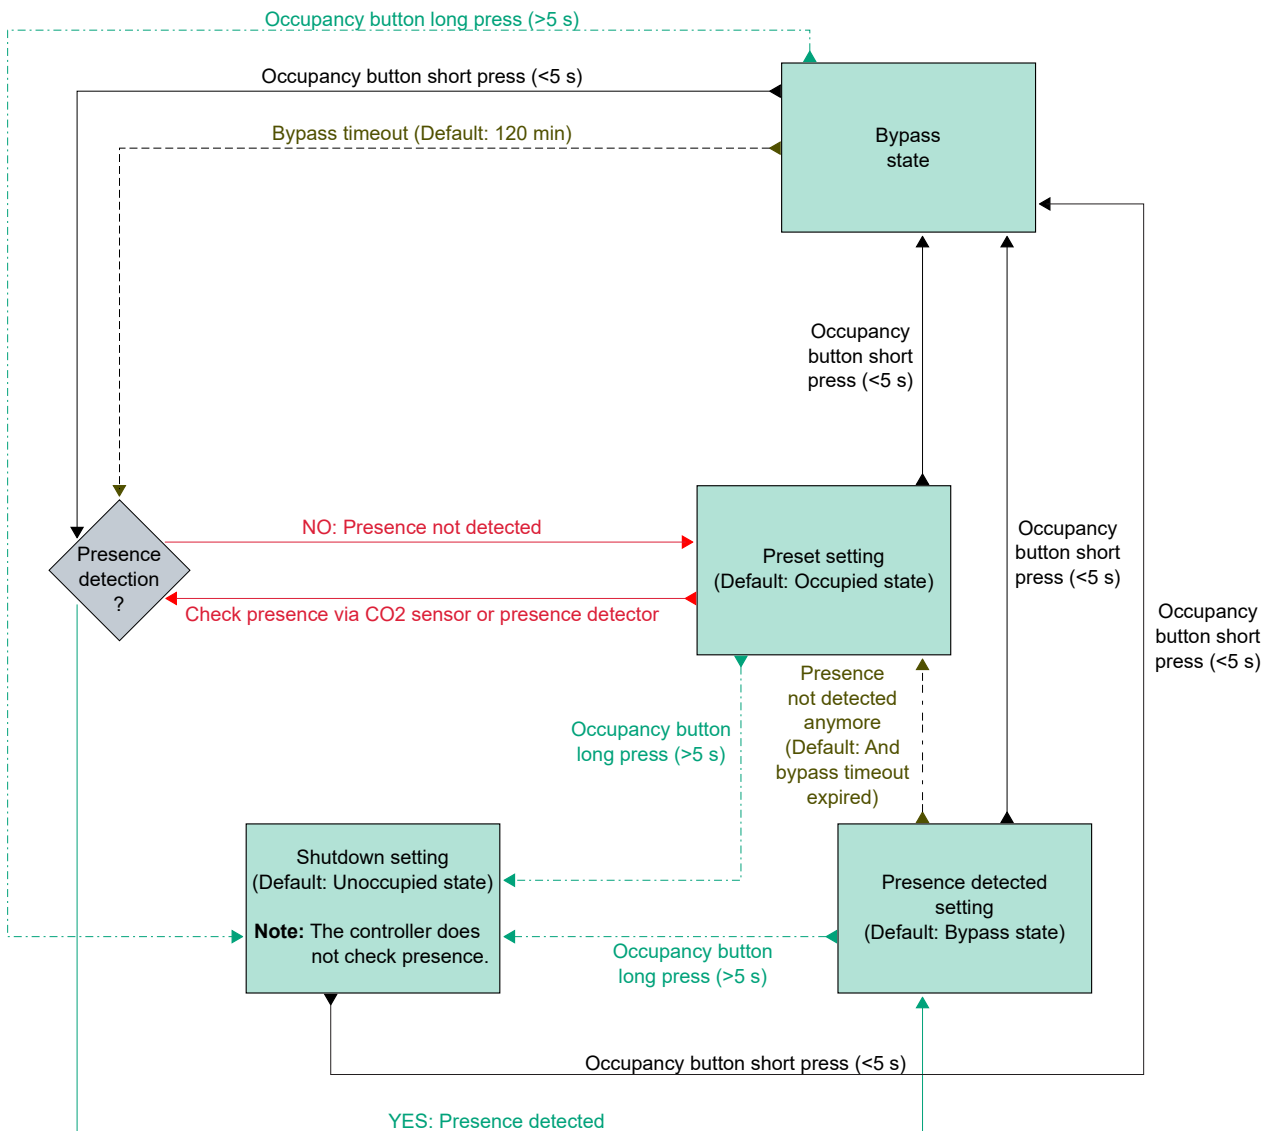 Occupancy button long press (>5 s)
Occupancy button short press (<5 s)
Bypass timeout (Default: 120 min)
Bypass
state
Occupancy
button short
press (<5 s)
Occupancy
button short
press (<5 s)
Occupancy
button short
press (<5 s)
Presence
detection
?
NO: Presence not detected
Check presence via CO2 sensor or presence detector
Preset setting
(Default: Occupied state)
Occupancy button
long press (>5 s)
Presence
not detected
anymore
(Default: And
bypass timeout
expired)
Shutdown setting
(Default: Unoccupied state)
Note: The controller does
not check presence.
Occupancy button
long press (>5 s)
Presence detected
setting
(Default: Bypass state)
Occupancy button short press (<5 s)
YES: Presence detected